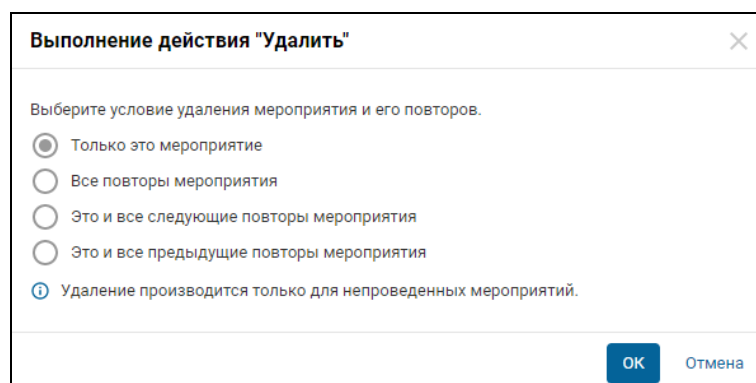 Выполнение действия "Удалить"
Выберите условие удаления мероприятия и его повторов.
Только это мероприятие
Все повторы мероприятия
Это и все следующие повторы мероприятия
Это и все предыдущие повторы мероприятия
Удаление производится только для непроведенных мероприятий.
ОК Отмена